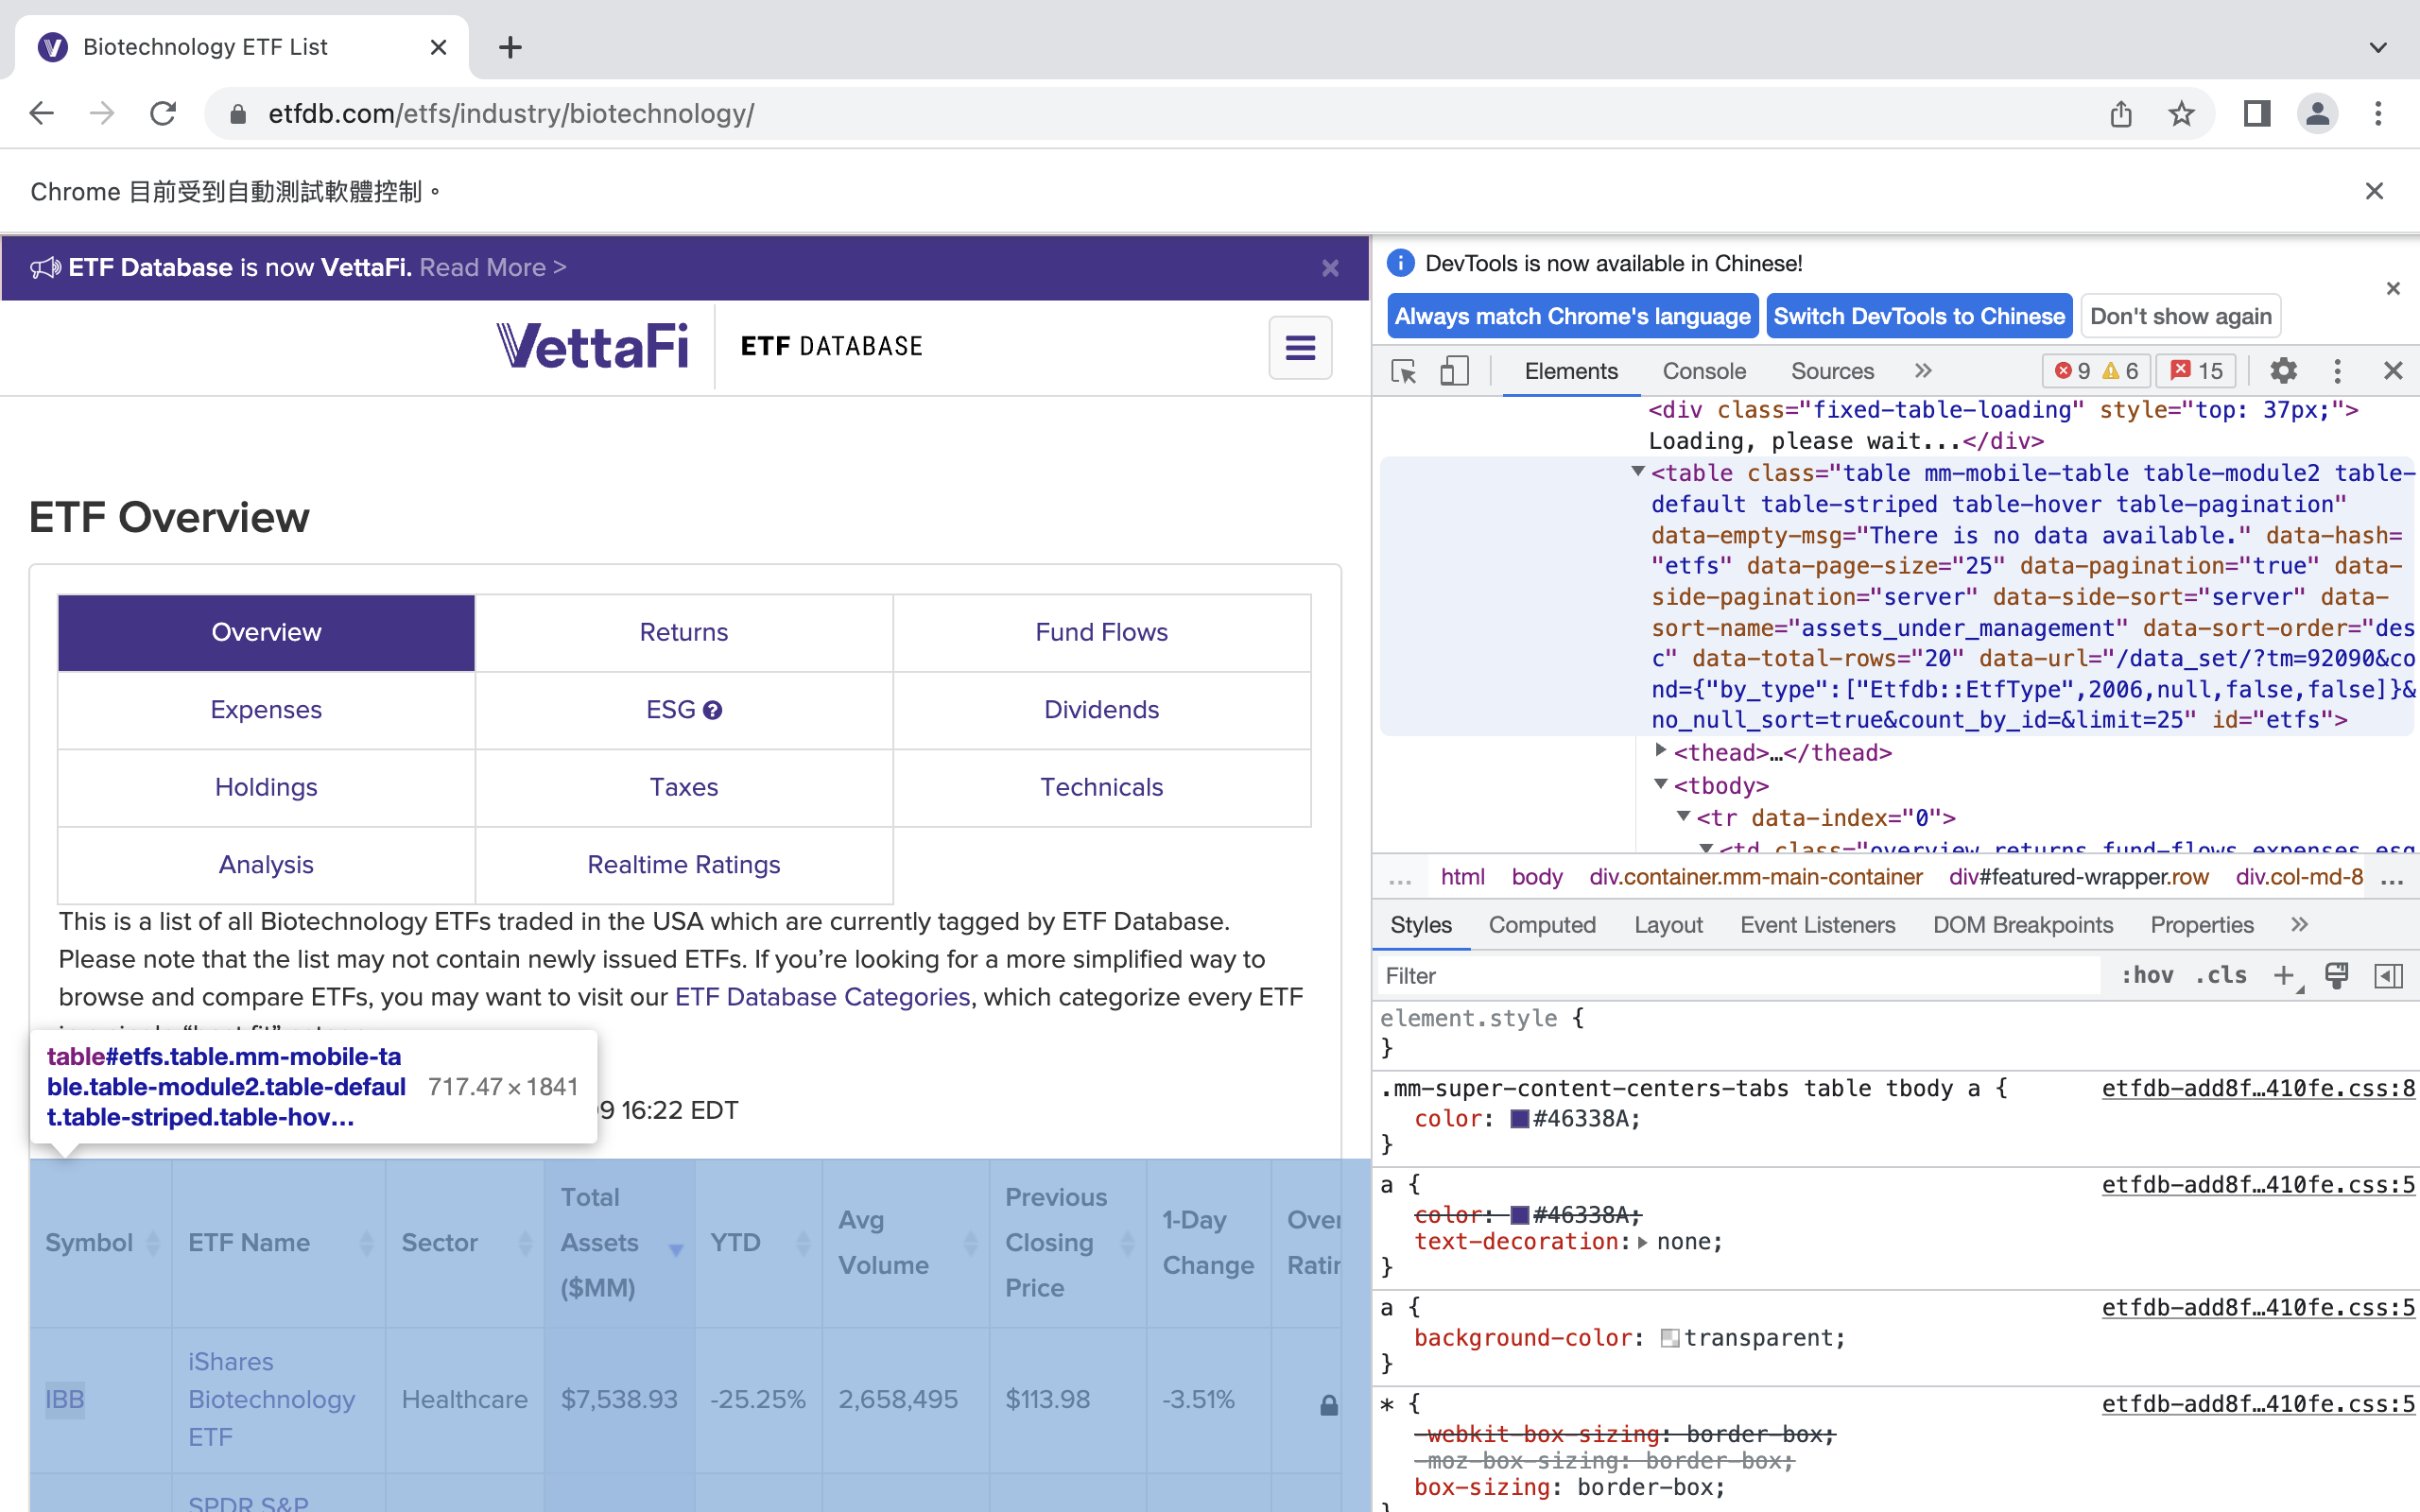 Biotechnology ETF List
etfdb.com/etfs/industry/biotechnology/
Chrome 目前受到自動測試軟體控制。
ETF Database is now VettaFi. Read More >
VettaFi ETF DATABASE
ETF Overview
Overview Returns Fund Flows
Expenses ESG Dividends
Holdings Taxes Technicals
Analysis Realtime Ratings
This is a list of all Biotechnology ETFs traded in the USA which are currently tagged by ETF Database.
Please note that the list may not contain newly issued ETFs. If you’re looking for a more simplified way to
browse and compare ETFs, you may want to visit our ETF Database Categories, which categorize every ETF
table#etfs.table.mm-mobile-ta
ble.table-module2.table-defaul 717.47×1841
t.table-striped.table-hov…
9 16:22 EDT
Symbol ETF Name Sector Total Assets ($MM) YTD Avg Volume Previous Closing Price 1-Day Change
IBB iShares Biotechnology ETF Healthcare $7,538.93 -25.25% 2,658,495 $113.98 -3.51%
SPDR S&P
DevTools is now available in Chinese!
Always match Chrome's language Switch DevTools to Chinese Don't show again
Elements Console Sources » 9 6 15
<div class="fixed-table-loading" style="top: 37px;">
Loading, please wait...</div>
<table class="table mm-mobile-table table-module2 table-
default table-striped table-hover table-pagination"
data-empty-msg="There is no data available." data-hash=
"etfs" data-page-size="25" data-pagination="true" data-
side-pagination="server" data-side-sort="server" data-
sort-name="assets_under_management" data-sort-order="des
c" data-total-rows="20" data-url="/data_set/?tm=92090&co
nd={"by_type":["Etfdb::EtfType",2006,null,false,false]}&
no_null_sort=true&count_by_id=&limit=25" id="etfs">
<thead>…</thead>
<tbody>
<tr data-index="0">
<td class="overview returns fund-flows expenses esg
… html body div.container.mm-main-container div#featured-wrapper.row div.col-md-8 …
Styles Computed Layout Event Listeners DOM Breakpoints Properties »
Filter :hov .cls +
element.style {
}
.mm-super-content-centers-tabs table tbody a { etfdb-add8f…410fe.css:8
color: #46338A;
}
a { etfdb-add8f…410fe.css:5
color: #46338A;
text-decoration: none;
}
a { etfdb-add8f…410fe.css:5
background-color: transparent;
}
* { etfdb-add8f…410fe.css:5
-webkit-box-sizing: border-box;
-moz-box-sizing: border-box;
box-sizing: border-box;